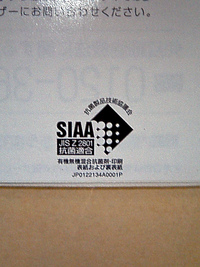 ザーにお問い合わせください。
抗菌製品技術協議会
SIAA
JIS Z 2801
抗菌適合
有機無機混合抗菌剤・印刷
表紙および裏表紙
JP0122134A0001P